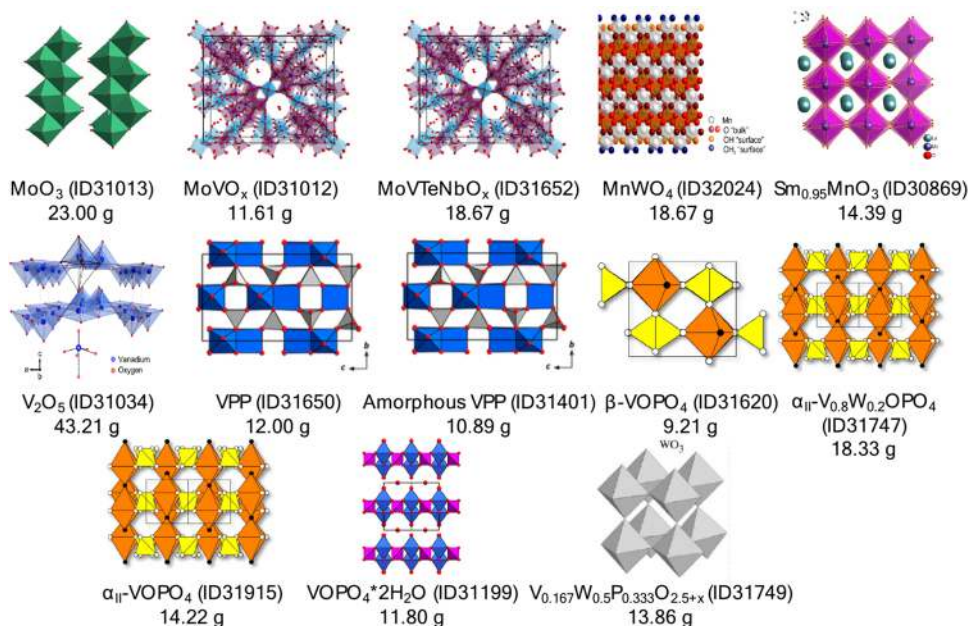 Mn
O "bulk"
OH "surface"
OH₂ "surface"
MoO₃ (ID31013)
23.00 g
MoVOₓ (ID31012)
11.61 g
MoVTeNbOₓ (ID31652)
18.67 g
MnWO₄ (ID32024)
18.67 g
Sm₀.₉₅MnO₃ (ID30869)
14.39 g
Vanadium
Oxygen
c
a
b
b
c
b
c
V₂O₅ (ID31034)
43.21 g
VPP (ID31650)
12.00 g
Amorphous VPP (ID31401)
10.89 g
β-VOPO₄ (ID31620)
9.21 g
α_II-V₀.₈W₀.₂OPO₄
(ID31747)
18.33 g
WO₃
α_II-VOPO₄ (ID31915)
14.22 g
VOPO₄*2H₂O (ID31199)
11.80 g
V₀.₁₆₇W₀.₅P₀.₃₃₃O₂.₅₊ₓ (ID31749)
13.86 g